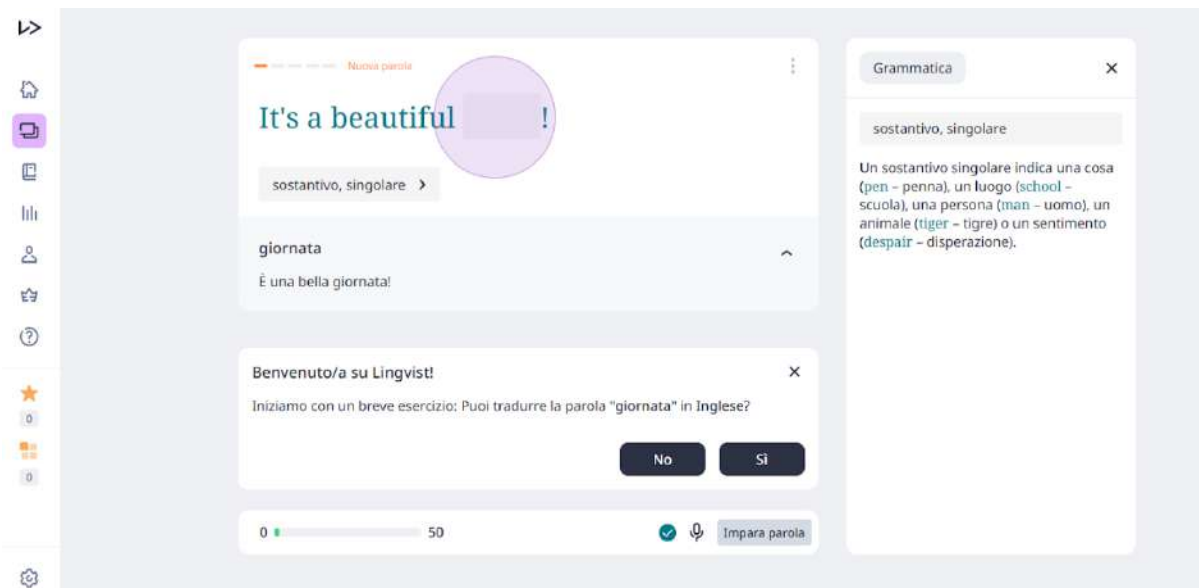 Nuova parola
It's a beautiful !
sostantivo, singolare
giornata
È una bella giornata!
Benvenuto/a su Lingvist!
Iniziamo con un breve esercizio: Puoi tradurre la parola "giornata" in Inglese?
No Sì
0 50 Impara parola
0
0
Grammatica
sostantivo, singolare
Un sostantivo singolare indica una cosa
(pen – penna), un luogo (school –
scuola), una persona (man – uomo), un
animale (tiger – tigre) o un sentimento
(despair – disperazione).